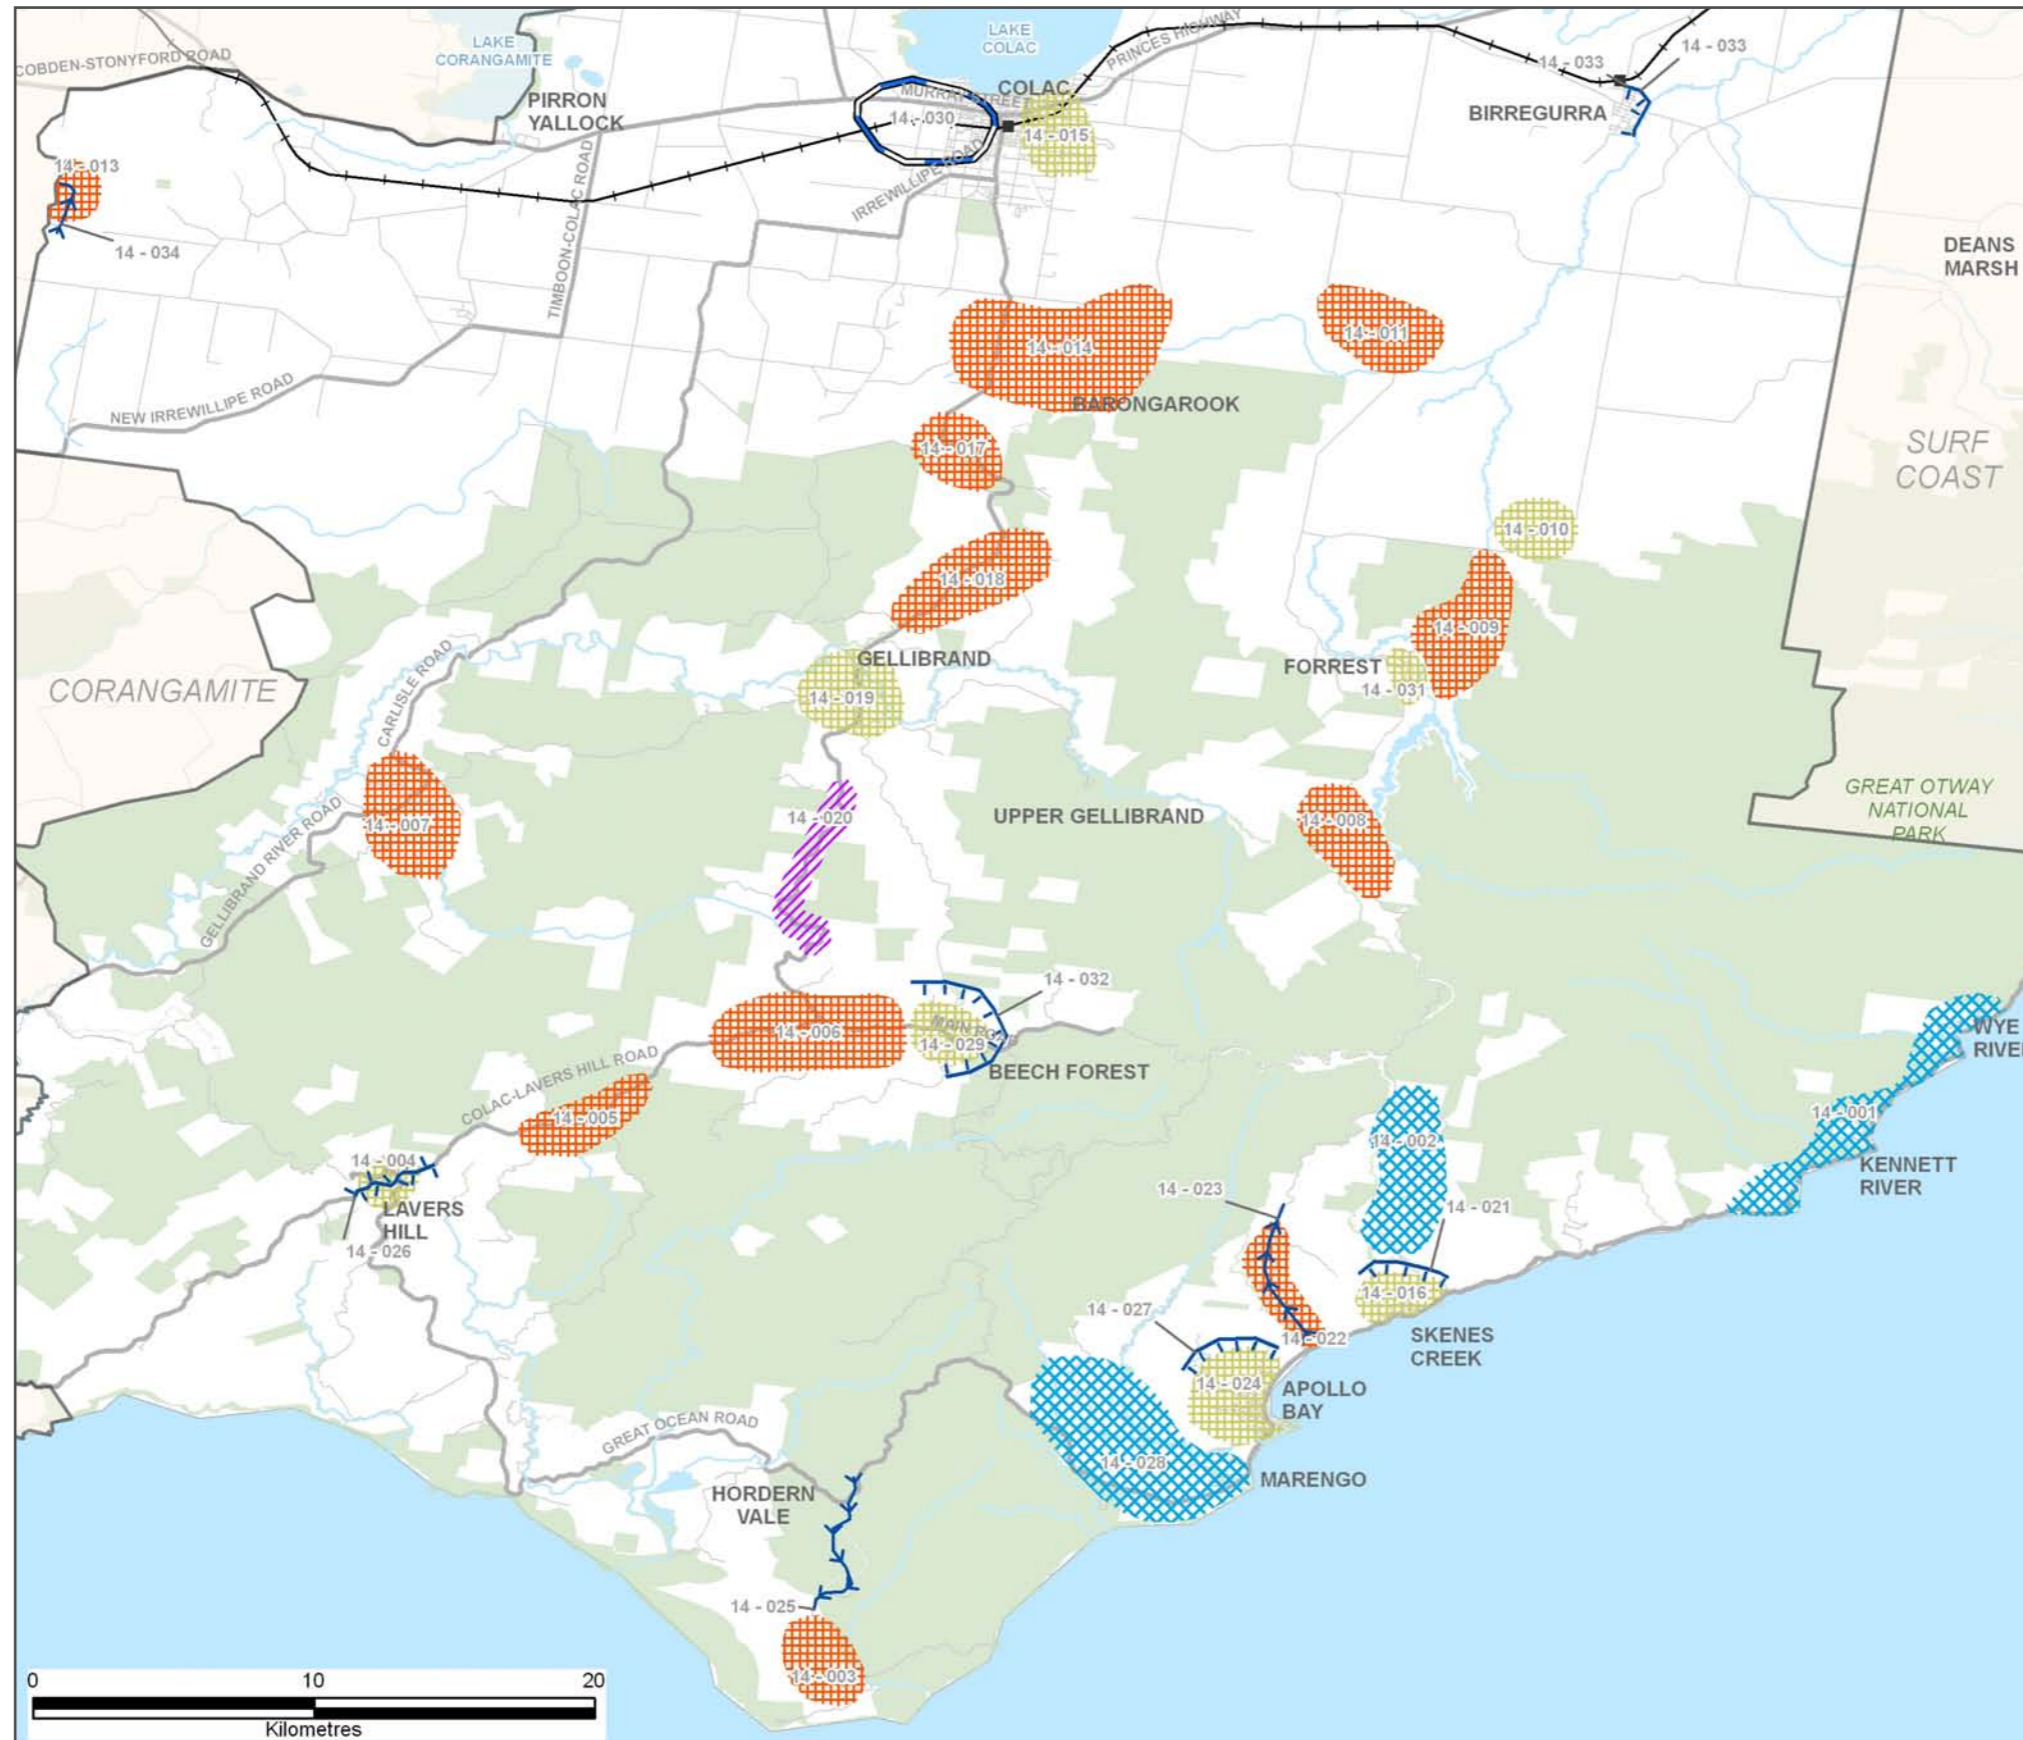 COBDEN-STONYFORD ROAD
LAKE
CORANGAMITE
LAKE
COLAC
PRINCES HIGHWAY
14 - 033
14 - 033
PIRRON
YALLOCK
COLAC
MURRAY STREET
14 - 030
14 - 015
BIRREGURRA
14 - 013
14 - 034
TIMBOON-COLAC ROAD
IRREWILLIPE ROAD
DEANS
MARSH
14 - 014
14 - 011
NEW IRREWILLIPE ROAD
BARONGAROOK
14 - 017
SURF
COAST
14 - 010
14 - 018
14 - 009
GELLIBRAND
FORREST
14 - 031
CORANGAMITE
CARLISLE ROAD
14 - 019
GREAT OTWAY
NATIONAL
PARK
14 - 020
UPPER GELLIBRAND
14 - 008
14 - 007
GELLIBRAND RIVER ROAD
14 - 032
14 - 006
MAIN ROAD
14 - 029
BEECH FOREST
WYE
RIVER
COLAC-LAVERS HILL ROAD
14 - 005
14 - 001
14 - 002
14 - 004
KENNETT
RIVER
14 - 023
14 - 021
LAVERS
HILL
14 - 026
14 - 016
14 - 027
14 - 022
SKENES
CREEK
14 - 024
APOLLO
BAY
GREAT OCEAN ROAD
14 - 028
MARENGO
HORDERN
VALE
14 - 025
14 - 003
0 10 20
Kilometres